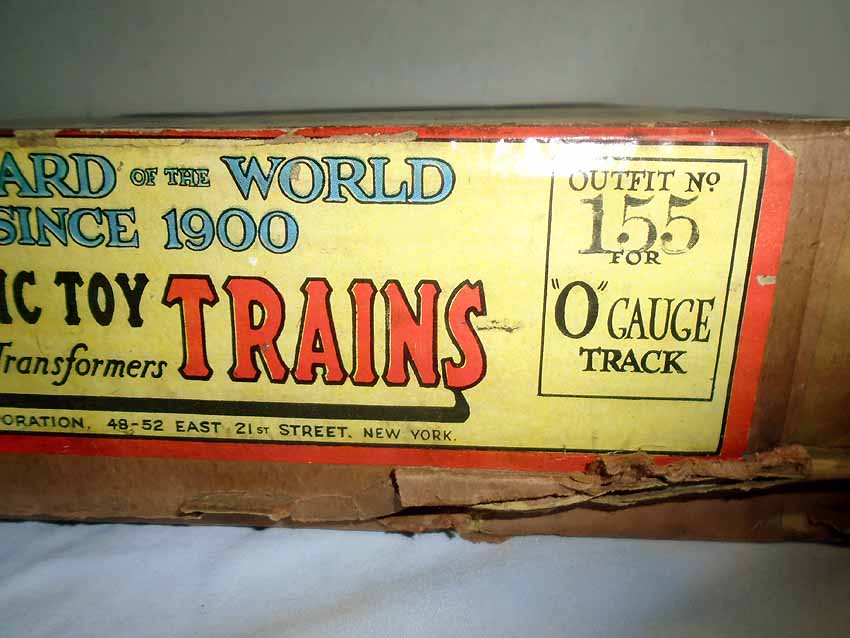 ARD OF THE WORLD
SINCE 1900
IC TOY TRAINS
Transformers
ORATION, 48-52 EAST 21ST STREET. NEW YORK.
OUTFIT No
155
FOR
"O" GAUGE
TRACK